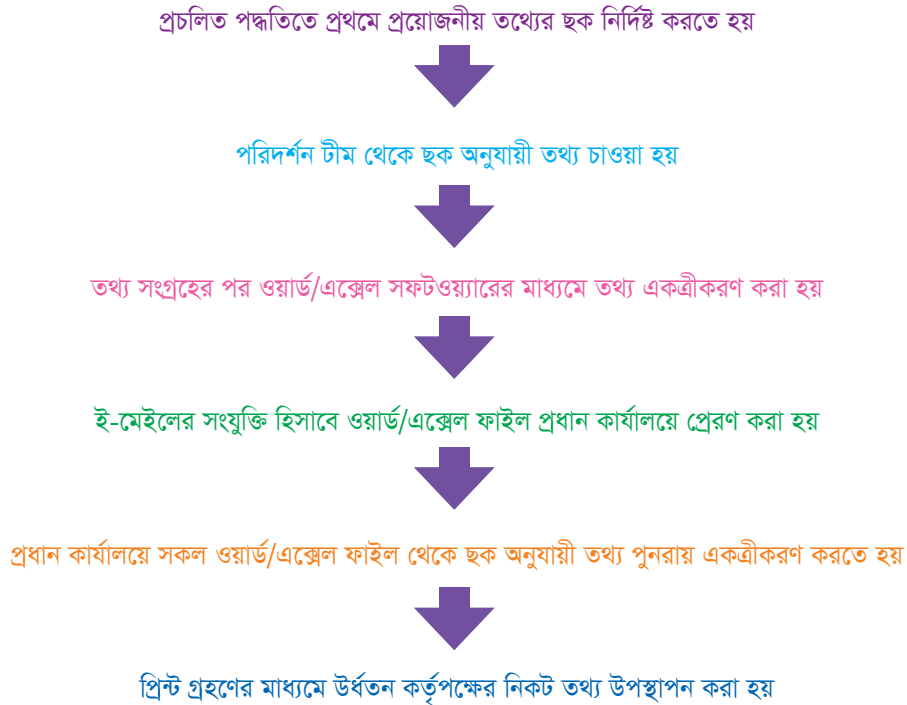 প্রচলিত পদ্ধতিতে প্রথমে প্রয়োজনীয় তথ্যের ছক নির্দিষ্ট করতে হয়
পরিদর্শন টীম থেকে ছক অনুযায়ী তথ্য চাওয়া হয়
তথ্য সংগ্রহের পর ওয়ার্ড/এক্সেল সফটওয়্যারের মাধ্যমে তথ্য একত্রীকরণ করা হয়
ই-মেইলের সংযুক্তি হিসাবে ওয়ার্ড/এক্সেল ফাইল প্রধান কার্যালয়ে প্রেরণ করা হয়
প্রধান কার্যালয়ে সকল ওয়ার্ড/এক্সেল ফাইল থেকে ছক অনুযায়ী তথ্য পুনরায় একত্রীকরণ করতে হয়
প্রিন্ট গ্রহণের মাধ্যমে উর্ধতন কর্তৃপক্ষের নিকট তথ্য উপস্থাপন করা হয়